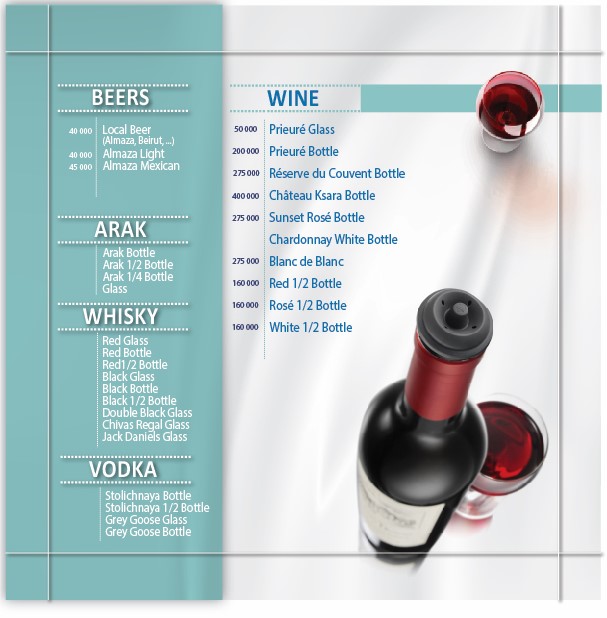 BEERS
40 000 Local Beer
(Almaza, Beirut, ...)
40 000 Almaza Light
45 000 Almaza Mexican
ARAK
Arak Bottle
Arak 1/2 Bottle
Arak 1/4 Bottle
Glass
WHISKY
Red Glass
Red Bottle
Red1/2 Bottle
Black Glass
Black Bottle
Black 1/2 Bottle
Double Black Glass
Chivas Regal Glass
Jack Daniels Glass
VODKA
Stolichnaya Bottle
Stolichnaya 1/2 Bottle
Grey Goose Glass
Grey Goose Bottle
WINE
50 000 Prieuré Glass
200 000 Prieuré Bottle
275 000 Réserve du Couvent Bottle
400 000 Château Ksara Bottle
275 000 Sunset Rosé Bottle
Chardonnay White Bottle
275 000 Blanc de Blanc
160 000 Red 1/2 Bottle
160 000 Rosé 1/2 Bottle
160 000 White 1/2 Bottle